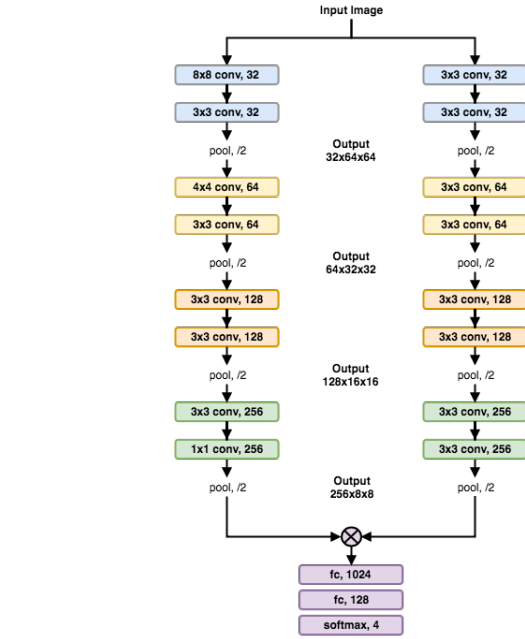 Input Image
8x8 conv, 32
3x3 conv, 32
3x3 conv, 32
3x3 conv, 32
pool, /2
Output
32x64x64
pool, /2
4x4 conv, 64
3x3 conv, 64
3x3 conv, 64
3x3 conv, 64
pool, /2
Output
64x32x32
pool, /2
3x3 conv, 128
3x3 conv, 128
3x3 conv, 128
3x3 conv, 128
pool, /2
Output
128x16x16
pool, /2
3x3 conv, 256
3x3 conv, 256
1x1 conv, 256
3x3 conv, 256
pool, /2
Output
256x8x8
pool, /2
fc, 1024
fc, 128
softmax, 4